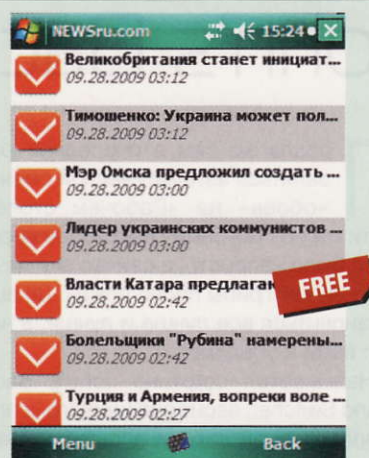 NEWSru.com 15:24
Великобритания станет инициат...
09.28.2009 03:12
Тимошенко: Украина может пол...
09.28.2009 03:12
Мэр Омска предложил создать ...
09.28.2009 03:00
Лидер украинских коммунистов ...
09.28.2009 03:00
Власти Катара предлагаю
FREE
09.28.2009 02:42
Болельщики "Рубина" намерены...
09.28.2009 02:42
Турция и Армения, вопреки воле ...
09.28.2009 02:27
Menu Back